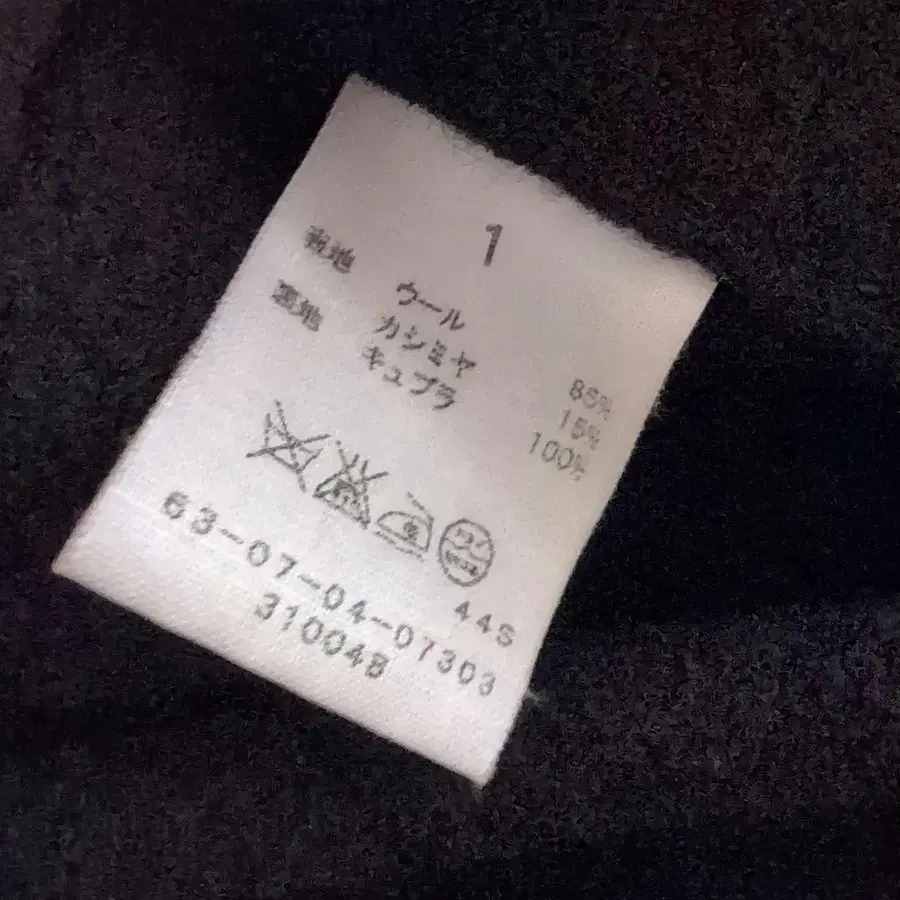 1
表地 ウール 85%
カシミヤ 15%
裏地 キュプラ 100%
44S
63-07-04-07303
310048